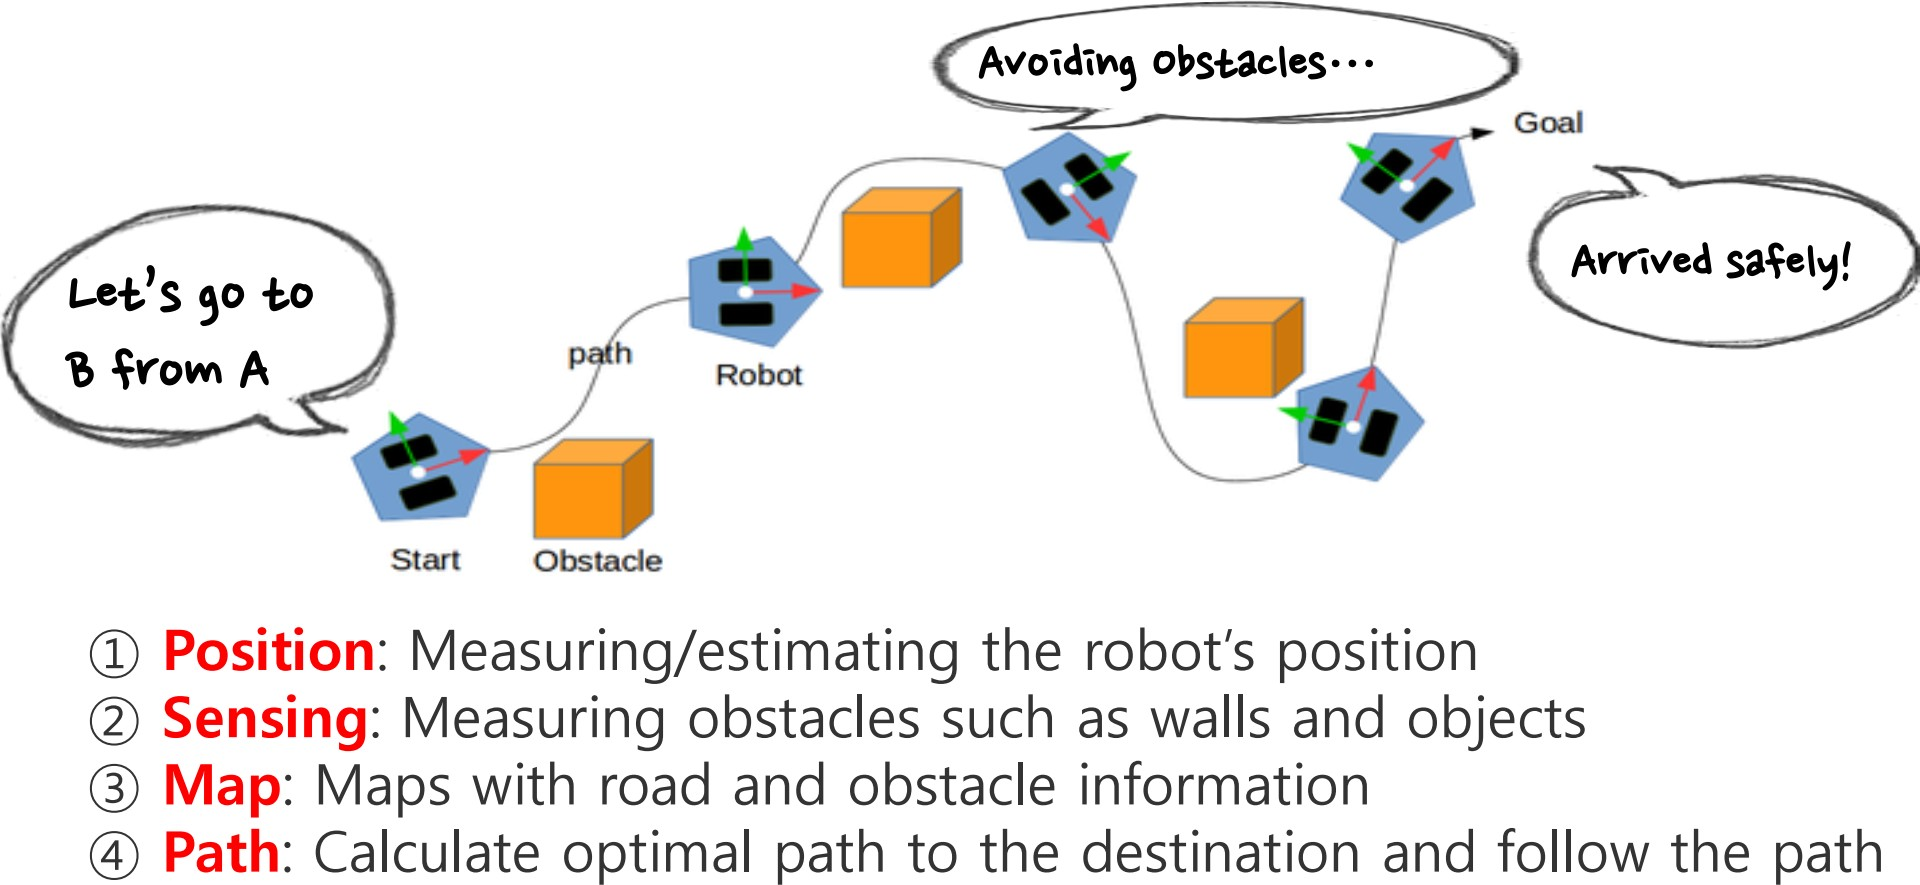 Avoiding obstacles…
Goal
Let's go to
B from A
Arrived safely!
path
Robot
Start
Obstacle
① Position: Measuring/estimating the robot's position
② Sensing: Measuring obstacles such as walls and objects
③ Map: Maps with road and obstacle information
④ Path: Calculate optimal path to the destination and follow the path